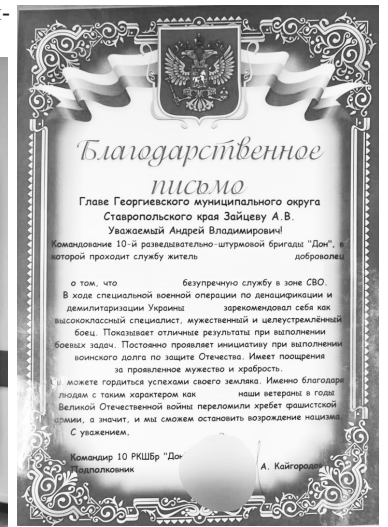 Благодарственное
письмо
Главе Георгиевского муниципального округа
Ставропольского края Зайцеву А.В.
Уважаемый Андрей Владимирович!
Командование 10-й разведывательно-штурмовой бригады "Дон", в
которой проходит службу житель доброволец
о том, что безупречную службу в зоне СВО.
В ходе специальной военной операции по денацификации и
демилитаризации Украины зарекомендовал себя как
высококлассный специалист, мужественный и целеустремлённый
боец. Показывает отличные результаты при выполнении
боевых задач. Постоянно проявляет инициативу при выполнении
воинского долга по защите Отечества. Имеет поощрения
за проявленное мужество и храбрость.
Вы можете гордиться успехами своего земляка. Именно благодаря
людям с таким характером как наши ветераны в годы
Великой Отечественной войны переломили хребет фашистской
армии, а значит, и мы сможем остановить возрождение нацизма.
С уважением,
Командир 10 РКШБр "Дон
Подполковник А. Кайгородов